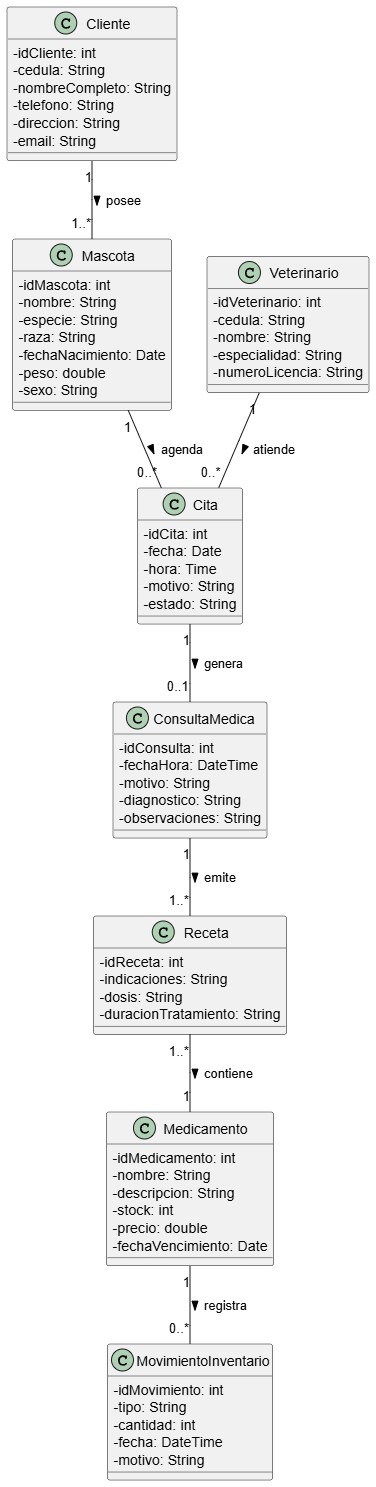 C Cliente
-idCliente: int
-cedula: String
-nombreCompleto: String
-telefono: String
-direccion: String
-email: String
1
posee
1..*
C Mascota
-idMascota: int
-nombre: String
-especie: String
-raza: String
-fechaNacimiento: Date
-peso: double
-sexo: String
C Veterinario
-idVeterinario: int
-cedula: String
-nombre: String
-especialidad: String
-numeroLicencia: String
1
agenda
0..*
1
atiende
0..*
C Cita
-idCita: int
-fecha: Date
-hora: Time
-motivo: String
-estado: String
1
genera
0..1
C ConsultaMedica
-idConsulta: int
-fechaHora: DateTime
-motivo: String
-diagnostico: String
-observaciones: String
1
emite
1..*
C Receta
-idReceta: int
-indicaciones: String
-dosis: String
-duracionTratamiento: String
1..*
contiene
1
C Medicamento
-idMedicamento: int
-nombre: String
-descripcion: String
-stock: int
-precio: double
-fechaVencimiento: Date
1
registra
0..*
C MovimientoInventario
-idMovimiento: int
-tipo: String
-cantidad: int
-fecha: DateTime
-motivo: String